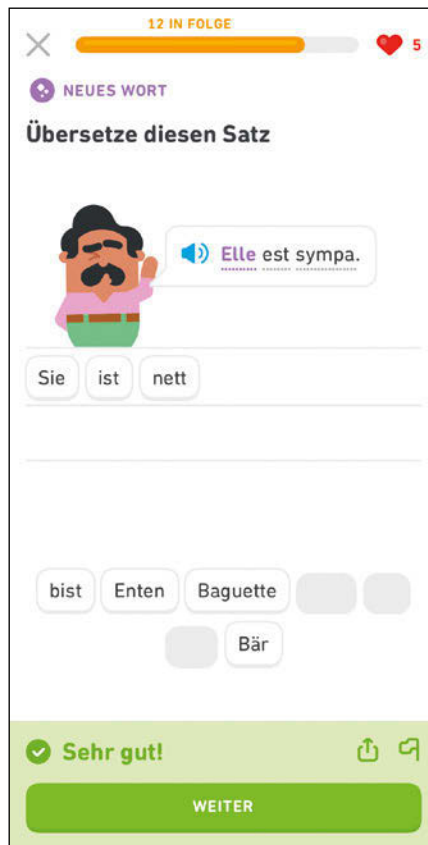 12 IN FOLGE
5
NEUES WORT
Übersetze diesen Satz
Elle est sympa.
Sie ist nett
bist Enten Baguette
Bär
Sehr gut!
WEITER